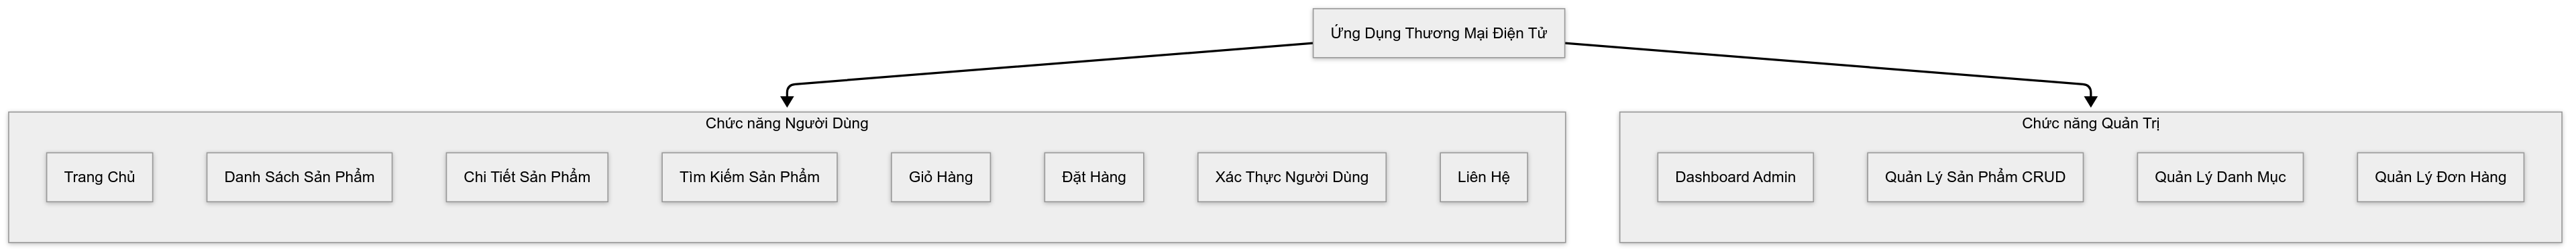 Ứng Dụng Thương Mại Điện Tử
Chức năng Người Dùng
Trang Chủ
Danh Sách Sản Phẩm
Chi Tiết Sản Phẩm
Tìm Kiếm Sản Phẩm
Giỏ Hàng
Đặt Hàng
Xác Thực Người Dùng
Liên Hệ
Chức năng Quản Trị
Dashboard Admin
Quản Lý Sản Phẩm CRUD
Quản Lý Danh Mục
Quản Lý Đơn Hàng